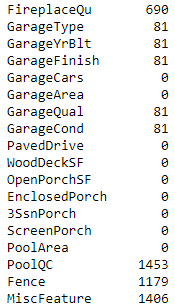 FireplaceQu 690
GarageType 81
GarageYrBlt 81
GarageFinish 81
GarageCars 0
GarageArea 0
GarageQual 81
GarageCond 81
PavedDrive 0
WoodDeckSF 0
OpenPorchSF 0
EnclosedPorch 0
3SsnPorch 0
ScreenPorch 0
PoolArea 0
PoolQC 1453
Fence 1179
MiscFeature 1406